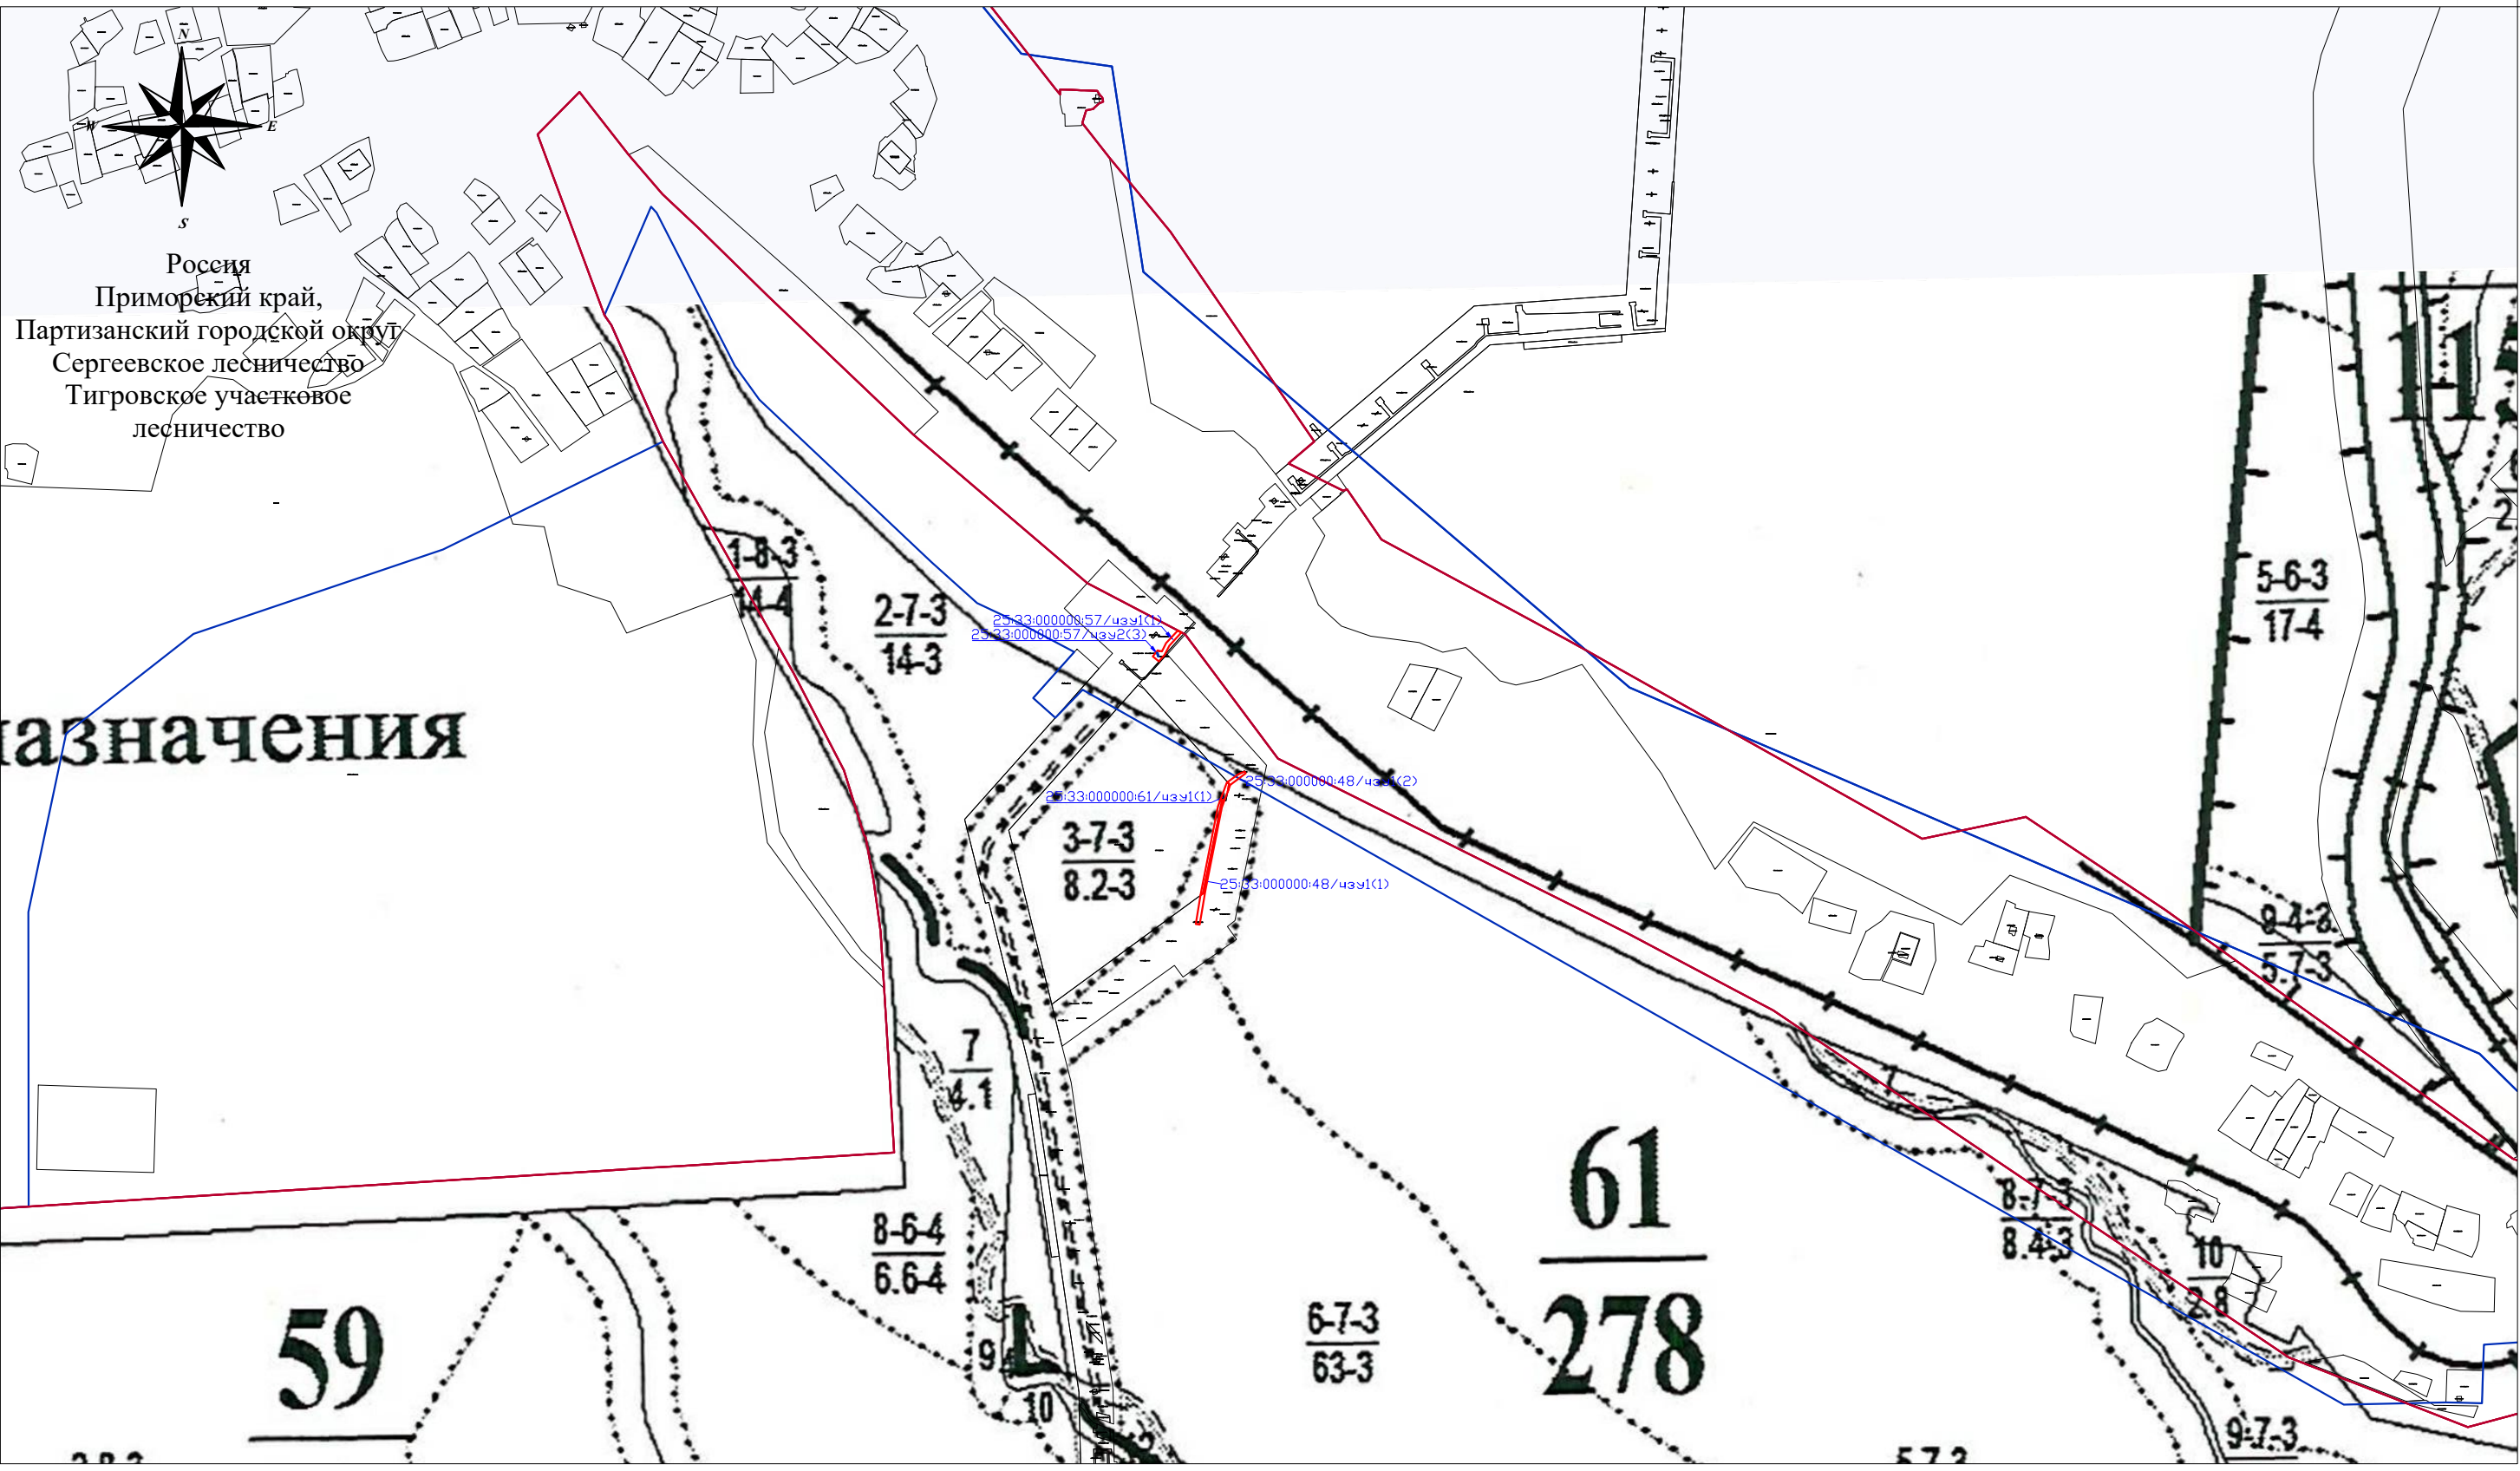 N
W
E
S
Россия
Приморский край,
Партизанский городской округ
Сергеевское лесничество
Тигровское участковое
лесничество
1-8-3
14-4
2-7-3
14-3
25:33:000000:57/чзу1(1)
25:33:000000:57/чзу2(3)
5-6-3
17-4
назначения
25:33:000000:48/чзу1(2)
25:33:000000:61/чзу1(1)
3-7-3
8.2-3
25:33:000000:48/чзу1(1)
9-4-3
5.7-3
7
4.1
61
278
8-7-3
8.4-3
8-6-4
6.6-4
10
2.8
59
6-7-3
63-3
9
10
9-7-3